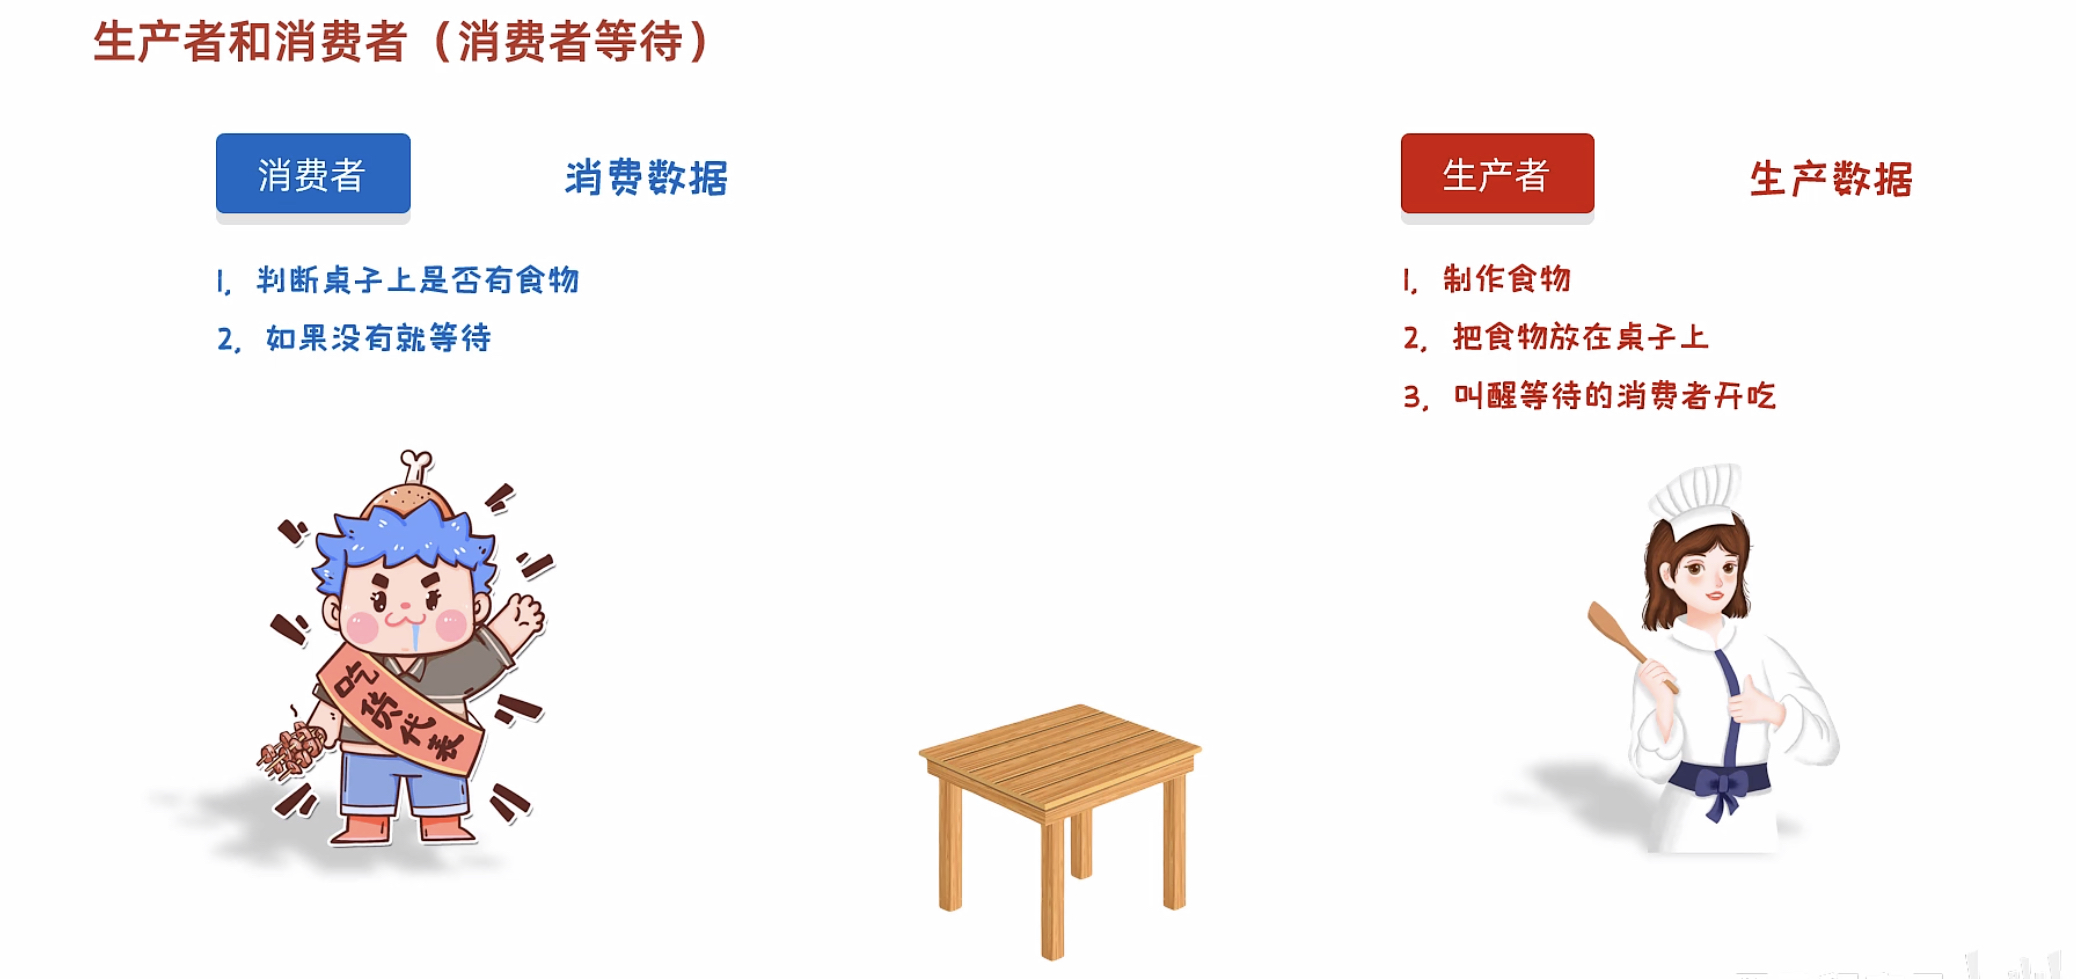 生产者和消费者（消费者等待）
消费者
消费数据
1, 判断桌子上是否有食物
2, 如果没有就等待
生产者
生产数据
1, 制作食物
2, 把食物放在桌子上
3, 叫醒等待的消费者开吃
吃货代表